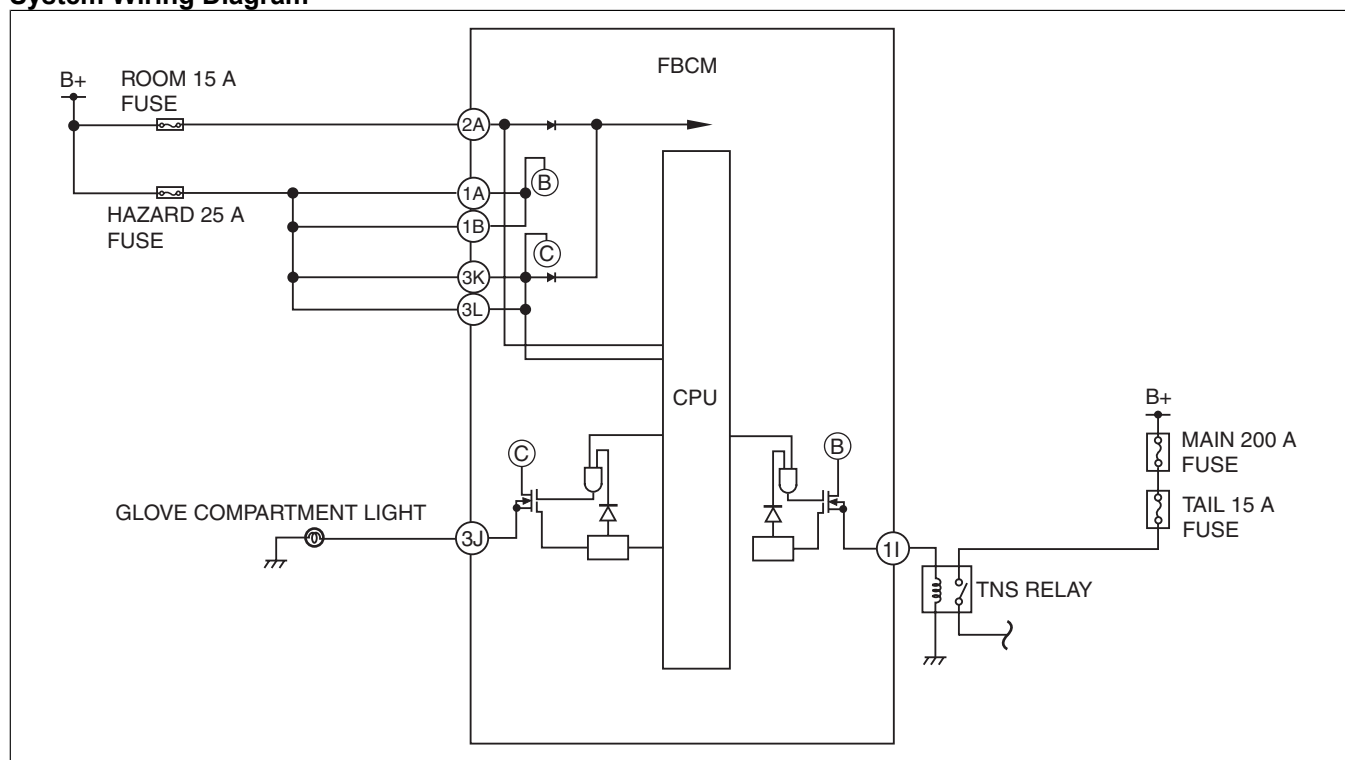 System Wiring Diagram
FBCM
B+
ROOM 15 A
FUSE
2A
1A
B
HAZARD 25 A
FUSE
1B
C
3K
3L
CPU
B+
MAIN 200 A
FUSE
C
B
TAIL 15 A
FUSE
GLOVE COMPARTMENT LIGHT
3J
1I
TNS RELAY